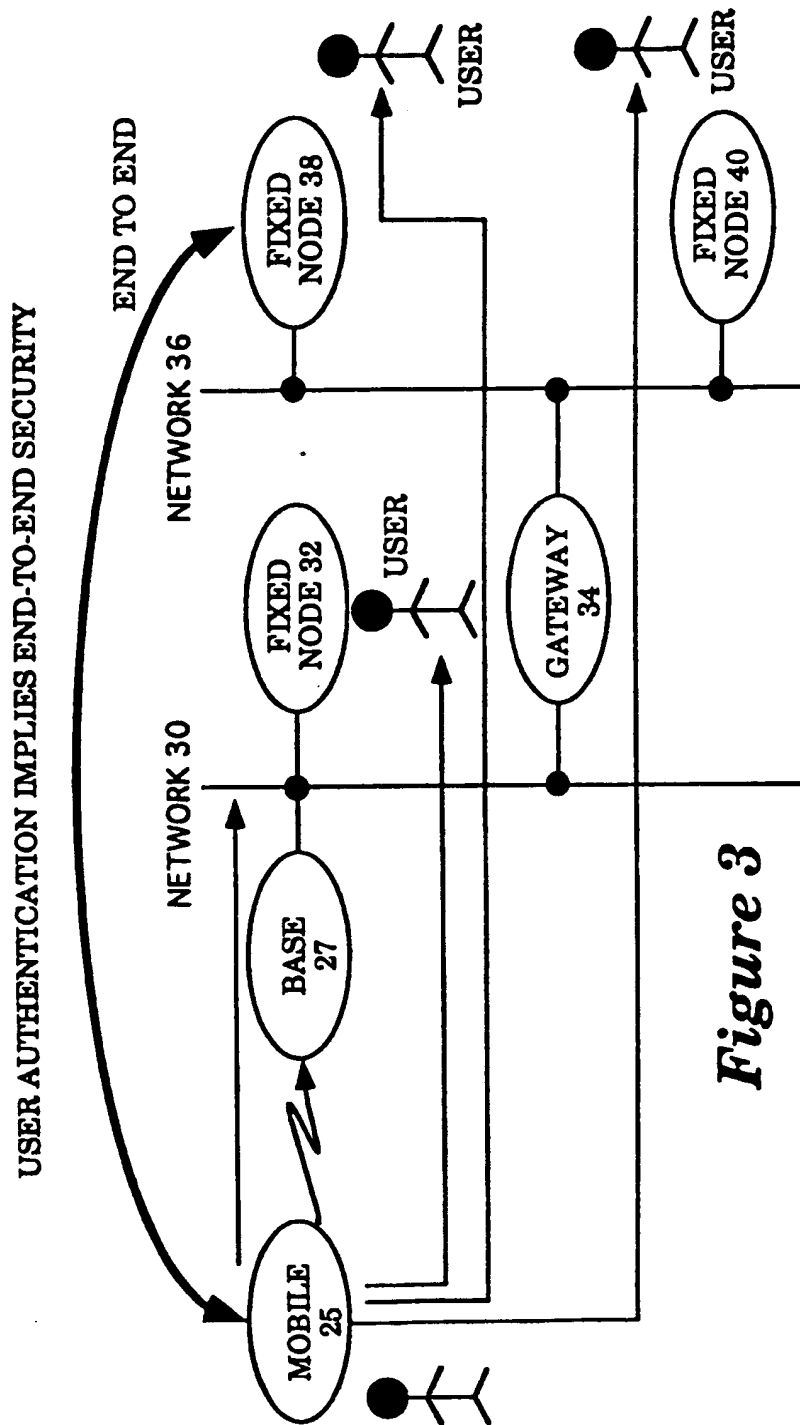 USER AUTHENTICATION IMPLIES END-TO-END SECURITY
END TO END
NETWORK 30
NETWORK 36
MOBILE
25
BASE
27
FIXED
NODE 32
FIXED
NODE 38
USER
USER
GATEWAY
34
USER
FIXED
NODE 40
Figure 3